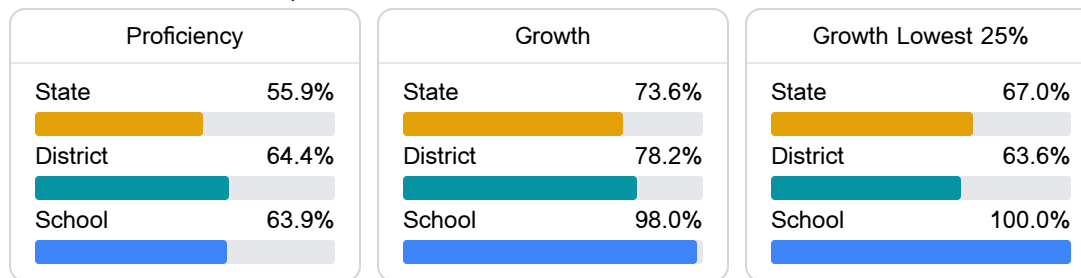 Proficiency
State 55.9%
District 64.4%
School 63.9%
Growth
State 73.6%
District 78.2%
School 98.0%
Growth Lowest 25%
State 67.0%
District 63.6%
School 100.0%